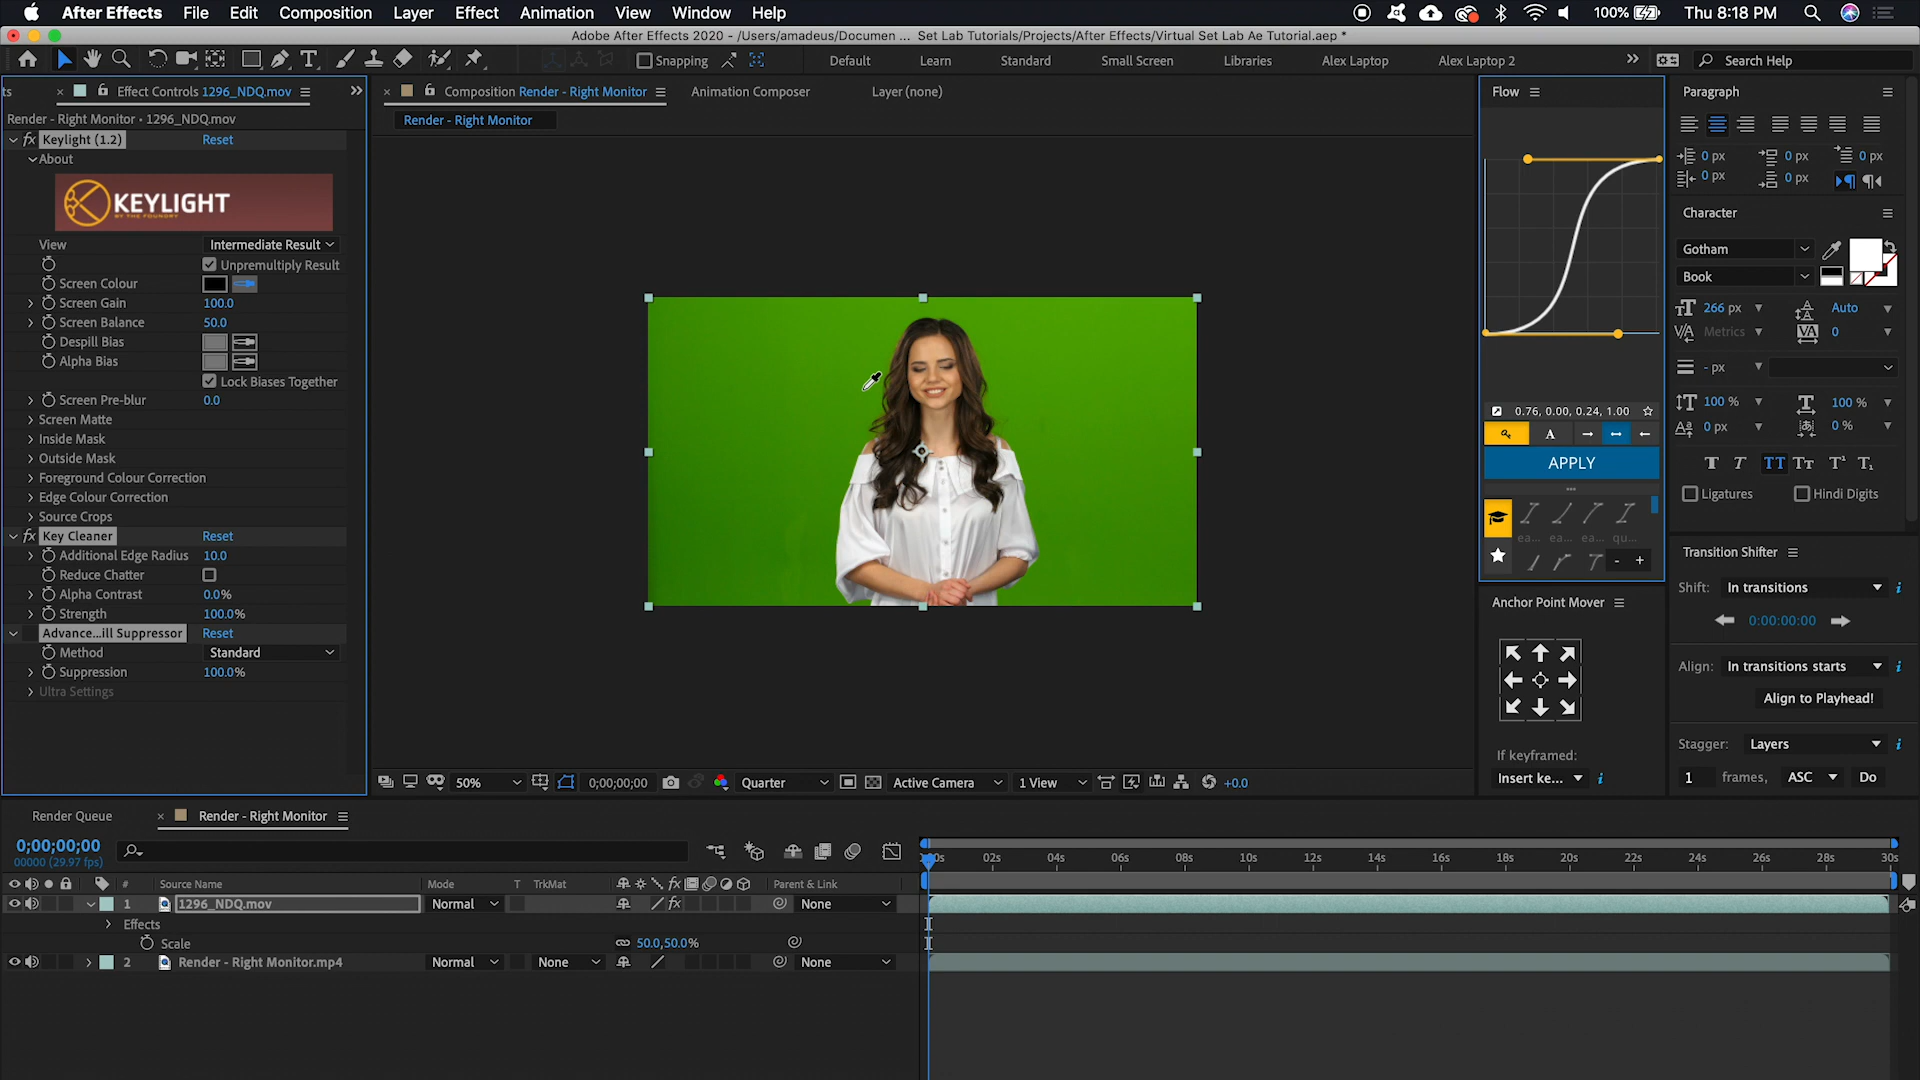 After Effects File Edit Composition Layer Effect Animation View Window Help 100% Thu 8:18 PM
Adobe After Effects 2020 - /Users/amadeus/Documen ... Set Lab Tutorials/Projects/After Effects/Virtual Set Lab Ae Tutorial.aep *
Snapping Default Learn Standard Small Screen Libraries Alex Laptop Alex Laptop 2 Search Help
ts Effect Controls 1296_NDQ.mov
Render - Right Monitor • 1296_NDQ.mov
Keylight (1.2) Reset
About
KEYLIGHT
BY THE FOUNDRY
View Intermediate Result
Unpremultiply Result
Screen Colour
Screen Gain 100.0
Screen Balance 50.0
Despill Bias
Alpha Bias
Lock Biases Together
Screen Pre-blur 0.0
Screen Matte
Inside Mask
Outside Mask
Foreground Colour Correction
Edge Colour Correction
Source Crops
Key Cleaner Reset
Additional Edge Radius 10.0
Reduce Chatter
Alpha Contrast 0.0%
Strength 100.0%
Advance...ill Suppressor Reset
Method Standard
Suppression 100.0%
Ultra Settings
Composition Render - Right Monitor Animation Composer Layer (none)
Render - Right Monitor
50% 0;00;00;00 Quarter Active Camera 1 View +0.0
Flow
0.76, 0.00, 0.24, 1.00
A
APPLY
ea... ea... ea... qu...
- +
Anchor Point Mover
If keyframed:
Insert ke...
Paragraph
0 px 0 px 0 px
0 px 0 px
Character
Gotham
Book
266 px Auto
Metrics 0
- px
100 % 100 %
0 px 0 %
T T TT Tt T¹ T₁
Ligatures Hindi Digits
Transition Shifter
Shift: In transitions
0:00:00:00
Align: In transitions starts
Align to Playhead!
Stagger: Layers
1 frames, ASC Do
Render Queue Render - Right Monitor
0;00;00;00
00000 (29.97 fps)
02s 04s 06s 08s 10s 12s 14s 16s 18s 20s 22s 24s 26s 28s 30s
# Source Name Mode T TrkMat fx Parent & Link
1 1296_NDQ.mov Normal fx None
Effects
Scale 50.0,50.0%
2 Render - Right Monitor.mp4 Normal None None